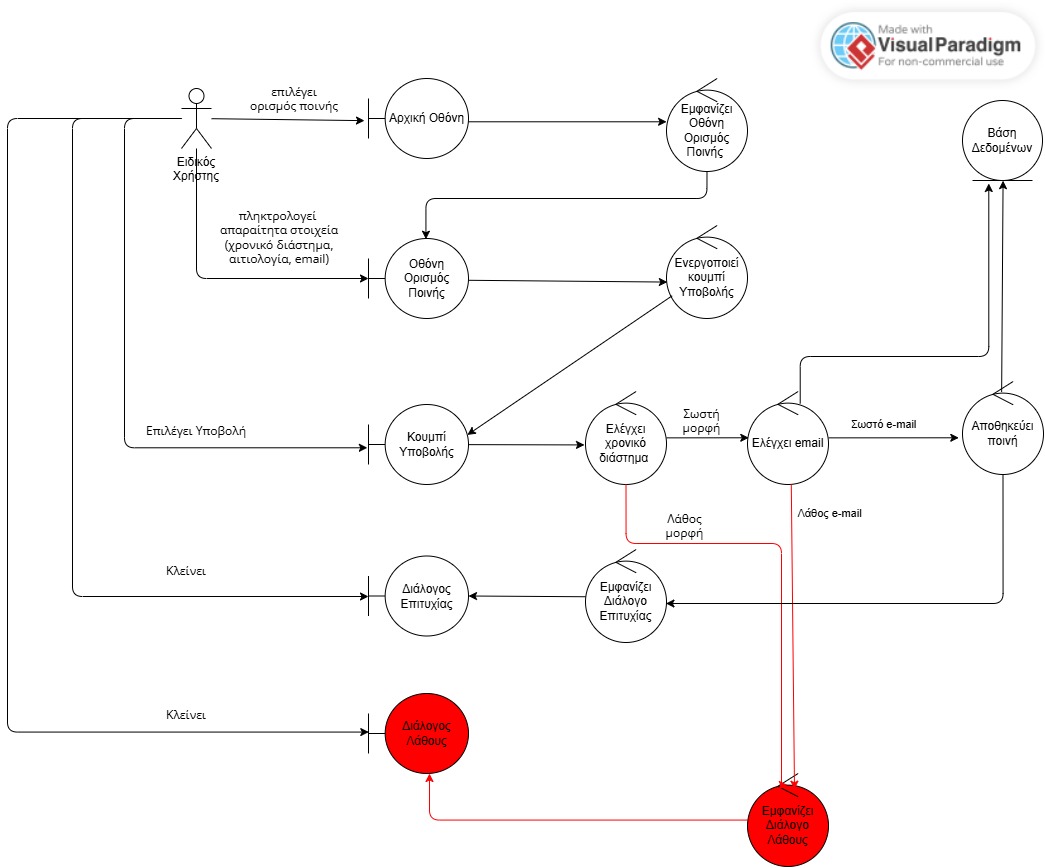 Made with
Visual Paradigm
For non-commercial use
επιλέγει
ορισμός ποινής
Αρχική Οθόνη
Εμφανίζει
Οθόνη
Ορισμός
Ποινής
Βάση
Δεδομένων
Ειδικός
Χρήστης
πληκτρολογεί
απαραίτητα στοιχεία
(χρονικό διάστημα,
αιτιολογία, email)
Οθόνη
Ορισμός
Ποινής
Ενεργοποιεί
κουμπί
Υποβολής
Επιλέγει Υποβολή
Κουμπί
Υποβολής
Ελέγχει
χρονικό
διάστημα
Σωστή
μορφή
Ελέγχει email
Σωστό e-mail
Αποθηκεύει
ποινή
Λάθος
μορφή
Λάθος e-mail
Κλείνει
Διάλογος
Επιτυχίας
Εμφανίζει
Διάλογο
Επιτυχίας
Κλείνει
Διάλογος
Λάθους
Εμφανίζει
Διάλογο
Λάθους